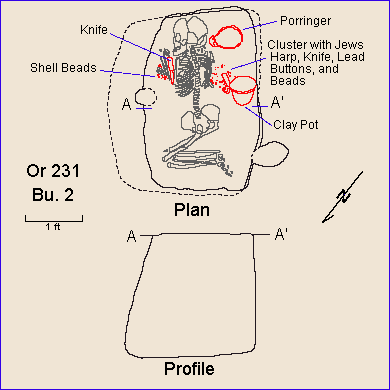 Porringer
Knife
Cluster with Jews
Harp, Knife, Lead
Buttons, and
Beads
Shell Beads
A
A'
Clay Pot
Or 231
Bu. 2
1 ft
Plan
N
A
A'
Profile